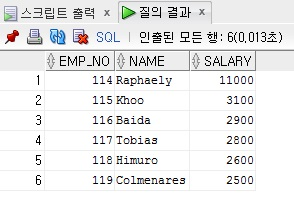 스크립트 출력 × 질의 결과 ×
SQL | 인출된 모든 행: 6(0,013초)
EMP_NO NAME SALARY
1 114 Raphaely 11000
2 115 Khoo 3100
3 116 Baida 2900
4 117 Tobias 2800
5 118 Himuro 2600
6 119 Colmenares 2500